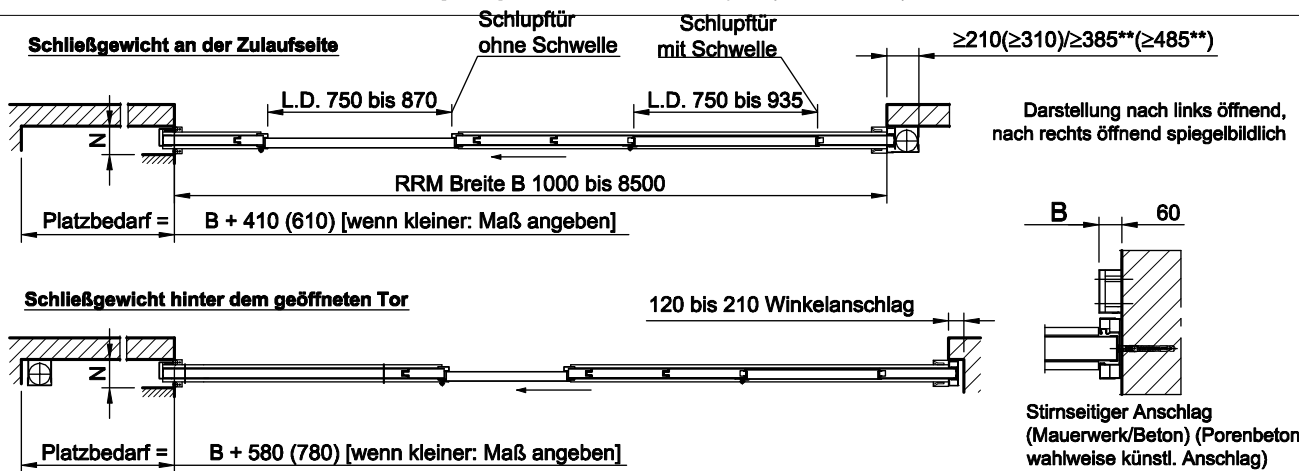 Schließgewicht an der Zulaufseite
Schlupftür
ohne Schwelle
Schlupftür
mit Schwelle
≥210(≥310)/≥385**(≥485**)
L.D. 750 bis 870
L.D. 750 bis 935
Darstellung nach links öffnend,
nach rechts öffnend spiegelbildlich
N
RRM Breite B 1000 bis 8500
Platzbedarf = B + 410 (610) [wenn kleiner: Maß angeben]
B 60
Schließgewicht hinter dem geöffneten Tor
120 bis 210 Winkelanschlag
N
Stirnseitiger Anschlag
(Mauerwerk/Beton) (Porenbeton
wahlweise künstl. Anschlag)
Platzbedarf = B + 580 (780) [wenn kleiner: Maß angeben]